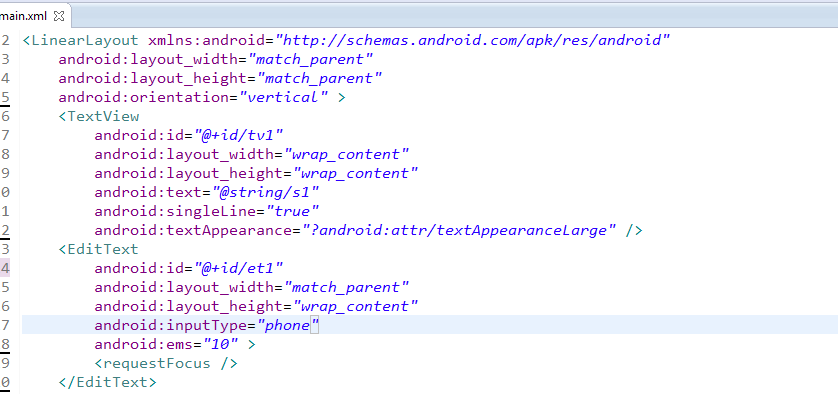 main.xml
2 <LinearLayout xmlns:android="http://schemas.android.com/apk/res/android"
3 android:layout_width="match_parent"
4 android:layout_height="match_parent"
5 android:orientation="vertical" >
6 <TextView
7 android:id="@+id/tv1"
8 android:layout_width="wrap_content"
9 android:layout_height="wrap_content"
0 android:text="@string/s1"
1 android:singleLine="true"
2 android:textAppearance="?android:attr/textAppearanceLarge" />
3 <EditText
4 android:id="@+id/et1"
5 android:layout_width="match_parent"
6 android:layout_height="wrap_content"
7 android:inputType="phone"
8 android:ems="10" >
9 <requestFocus />
0 </EditText>